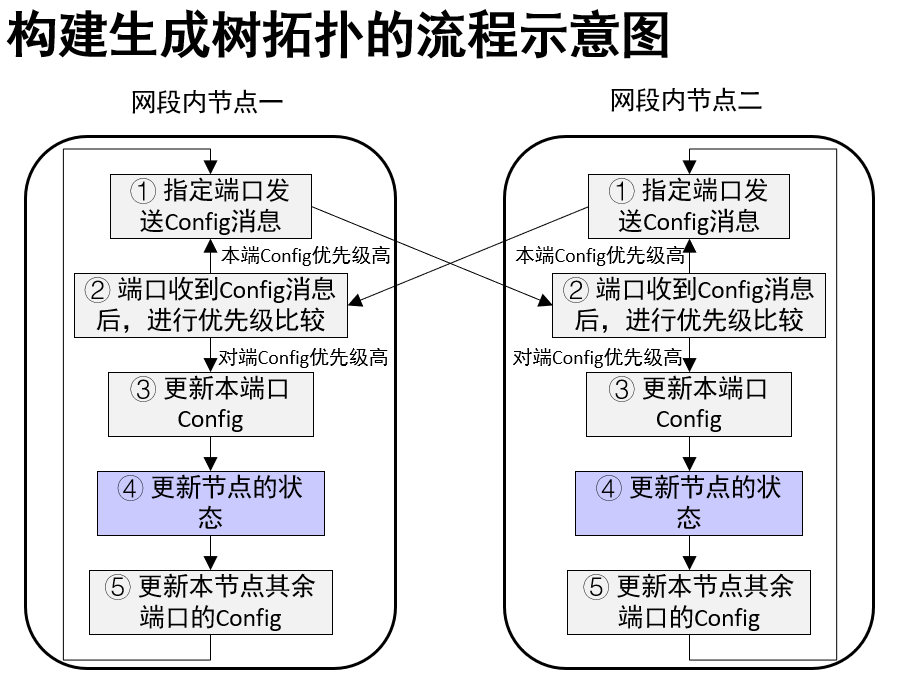 构建生成树拓扑的流程示意图
网段内节点一
① 指定端口发
送Config消息
本端Config优先级高
② 端口收到Config消息
后，进行优先级比较
对端Config优先级高
③ 更新本端口
Config
④ 更新节点的状
态
⑤ 更新本节点其余
端口的Config
网段内节点二
① 指定端口发
送Config消息
本端Config优先级高
② 端口收到Config消息
后，进行优先级比较
对端Config优先级高
③ 更新本端口
Config
④ 更新节点的状
态
⑤ 更新本节点其余
端口的Config